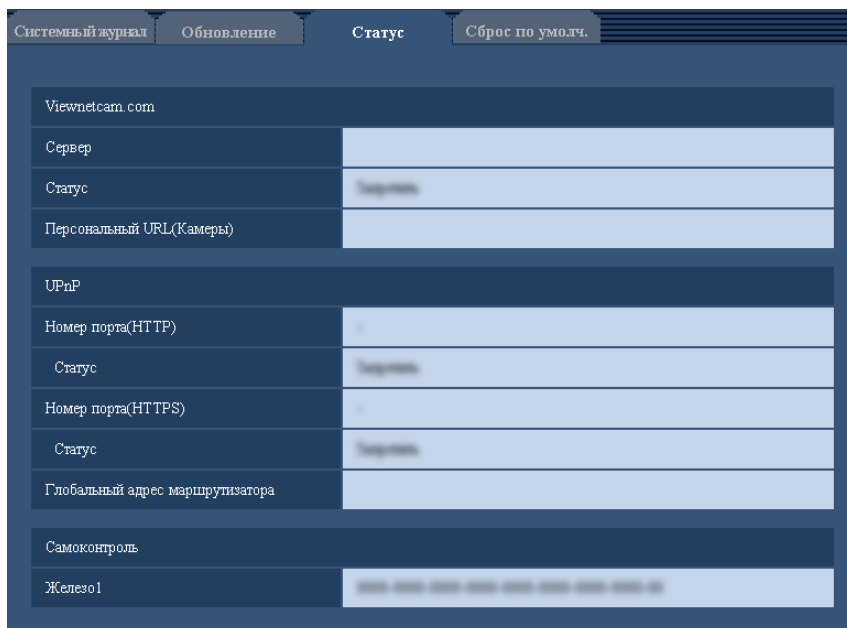 Системный журнал
Обновление
Статус
Сброс по умолч.
Viewnetcam.com
Сервер
Статус
Персональный URL(Камеры)
UPnP
Номер порта(HTTP)
Статус
Номер порта(HTTPS)
Статус
Глобальный адрес маршрутизатора
Самоконтроль
Железо1